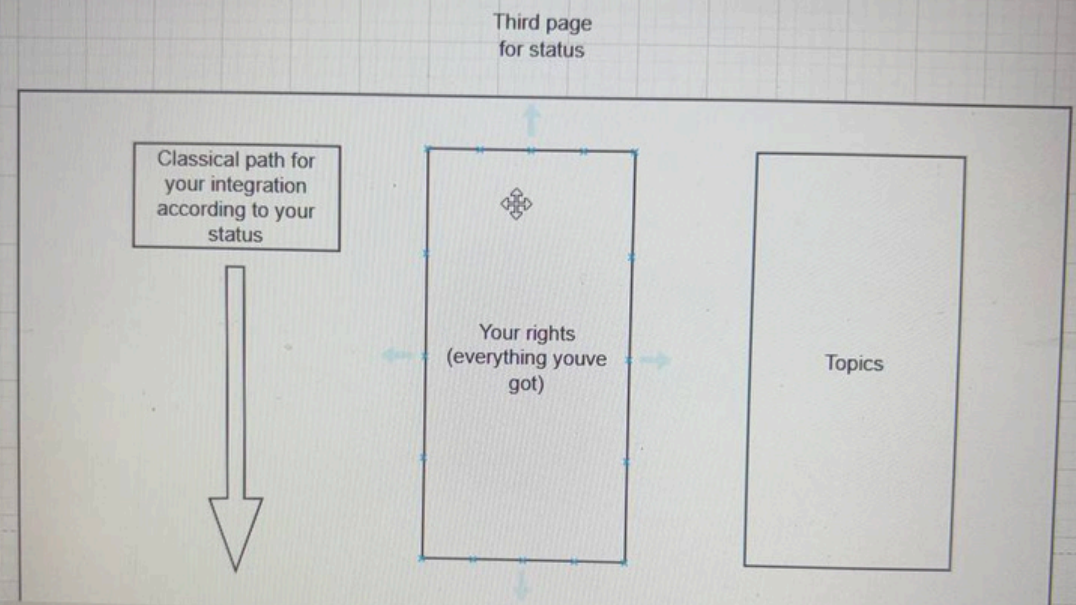 Third page
for status
Classical path for
your integration
according to your
status
Your rights
(everything youve
got)
Topics